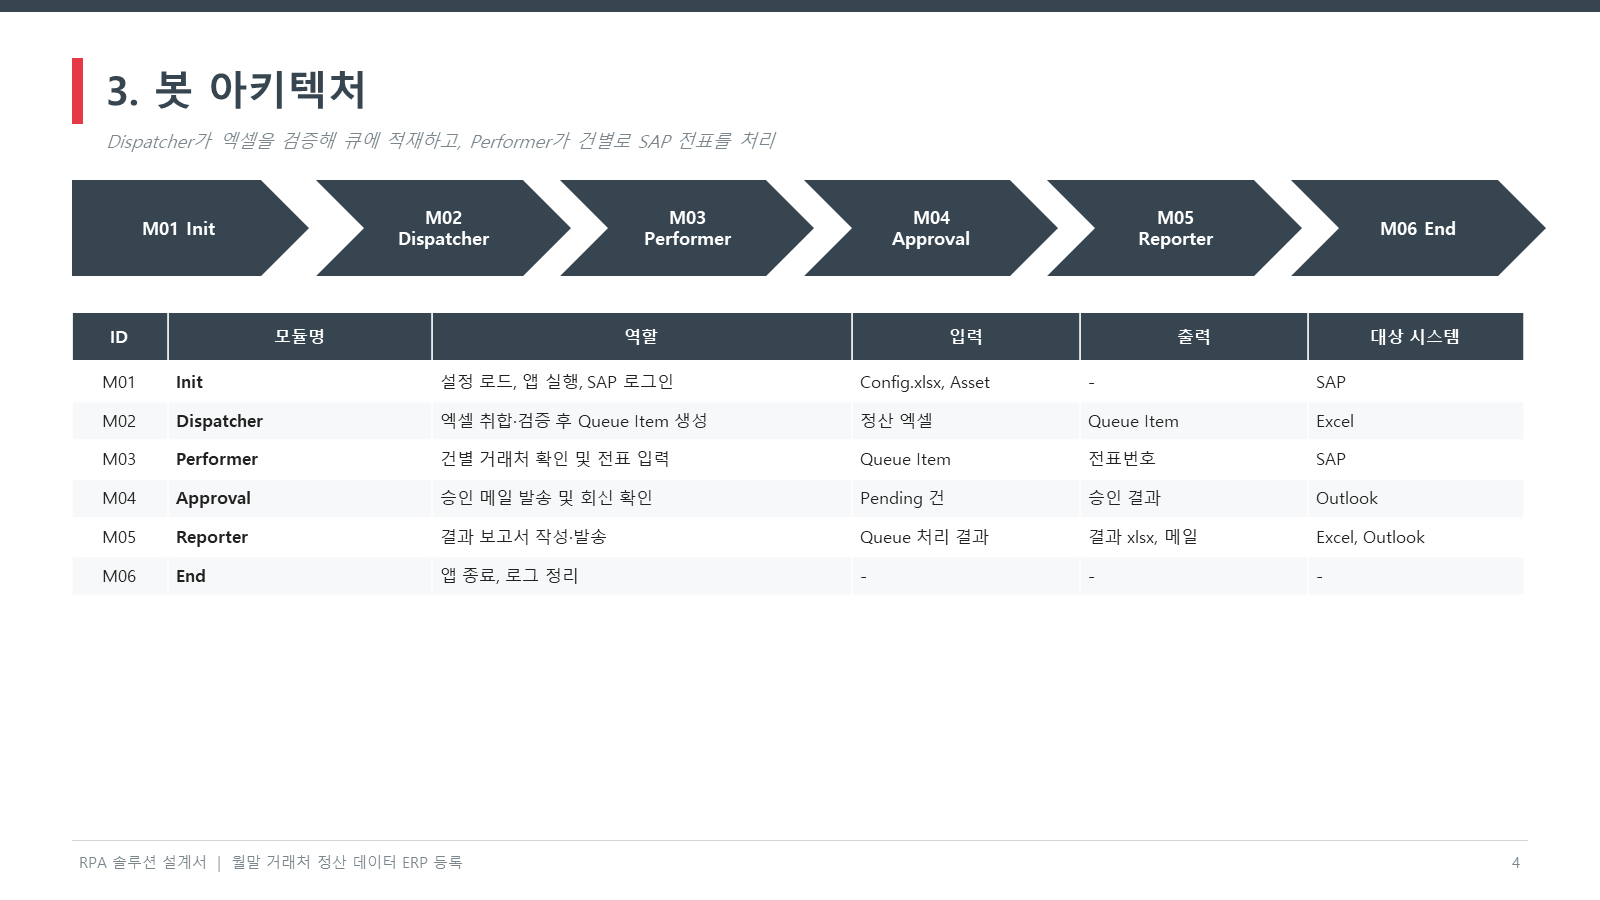 3. 봇 아키텍처
Dispatcher가 엑셀을 검증해 큐에 적재하고, Performer가 건별로 SAP 전표를 처리
M01 Init
M02
Dispatcher
M03
Performer
M04
Approval
M05
Reporter
M06 End
ID 모듈명 역할 입력 출력 대상 시스템
M01 Init 설정 로드, 앱 실행, SAP 로그인 Config.xlsx, Asset - SAP
M02 Dispatcher 엑셀 취합·검증 후 Queue Item 생성 정산 엑셀 Queue Item Excel
M03 Performer 건별 거래처 확인 및 전표 입력 Queue Item 전표번호 SAP
M04 Approval 승인 메일 발송 및 회신 확인 Pending 건 승인 결과 Outlook
M05 Reporter 결과 보고서 작성·발송 Queue 처리 결과 결과 xlsx, 메일 Excel, Outlook
M06 End 앱 종료, 로그 정리 - - -
RPA 솔루션 설계서 | 월말 거래처 정산 데이터 ERP 등록
4